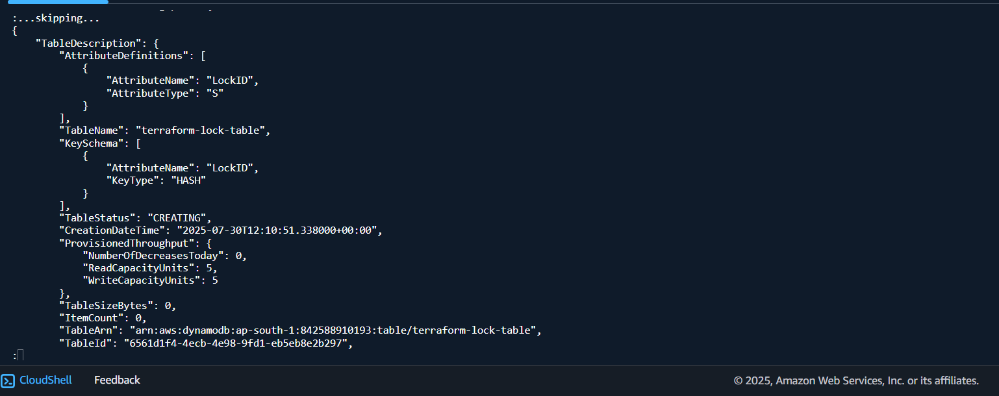 :...skipping...
{
    "TableDescription": {
        "AttributeDefinitions": [
            {
                "AttributeName": "LockID",
                "AttributeType": "S"
            }
        ],
        "TableName": "terraform-lock-table",
        "KeySchema": [
            {
                "AttributeName": "LockID",
                "KeyType": "HASH"
            }
        ],
        "TableStatus": "CREATING",
        "CreationDateTime": "2025-07-30T12:10:51.338000+00:00",
        "ProvisionedThroughput": {
            "NumberOfDecreasesToday": 0,
            "ReadCapacityUnits": 5,
            "WriteCapacityUnits": 5
        },
        "TableSizeBytes": 0,
        "ItemCount": 0,
        "TableArn": "arn:aws:dynamodb:ap-south-1:842588910193:table/terraform-lock-table",
        "TableId": "6561d1f4-4ecb-4e98-9fd1-eb5eb8e2b297",
:
CloudShell Feedback © 2025, Amazon Web Services, Inc. or its affiliates.